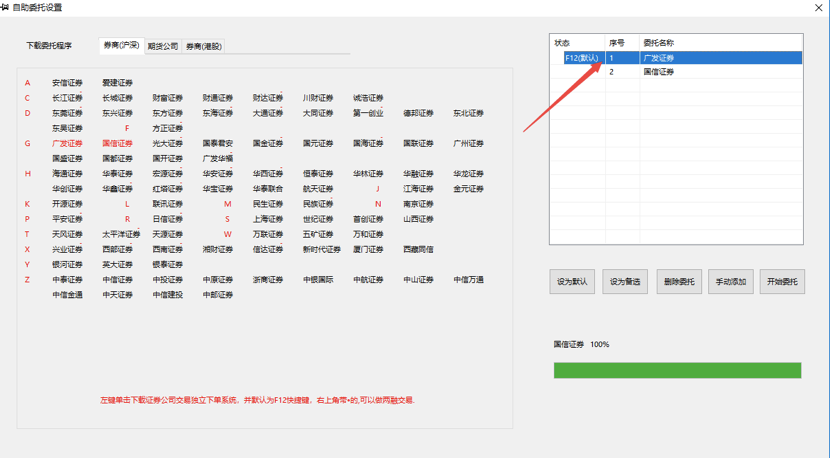 自助委托设置
下载委托程序 券商(沪深) 期货公司 券商(港股)
A 安信证券 爱建证券
C 长江证券 长城证券 财富证券 财通证券 财达证券 川财证券 诚浩证券
D 东莞证券 东兴证券 东方证券 东海证券 大通证券 大同证券 第一创业 德邦证券 东北证券
东吴证券 F 方正证券
G 广发证券 国信证券 光大证券 国泰君安 国金证券 国元证券 国海证券 国联证券 广州证券
国盛证券 国都证券 国开证券 广发华福
H 海通证券 华泰证券 宏源证券 华安证券 华西证券 恒泰证券 华林证券 华融证券 华龙证券
华创证券 华鑫证券 红塔证券 华宝证券 华泰联合 航天证券 J 江海证券 金元证券
K 开源证券 L 联讯证券 M 民生证券 民族证券 N 南京证券
P 平安证券 R 日信证券 S 上海证券 世纪证券 首创证券 山西证券
T 天风证券 太平洋证券 天源证券 W 万联证券 五矿证券 万和证券
X 兴业证券 西部证券 西南证券 湘财证券 信达证券 新时代证券 厦门证券 西藏同信
Y 银河证券 英大证券 银泰证券
Z 中泰证券 中信证券 中投证券 中原证券 浙商证券 中银国际 中航证券 中山证券 中信万通
中信金通 中天证券 中信建投 中邮证券
左键单击下载证券公司交易独立下单系统，并默认为F12快捷键，右上角带*的,可以做两融交易.
状态 序号 委托名称
F12(默认) 1 广发证券
2 国信证券
设为默认 设为备选 删除委托 手动添加 开始委托
国信证券 100%